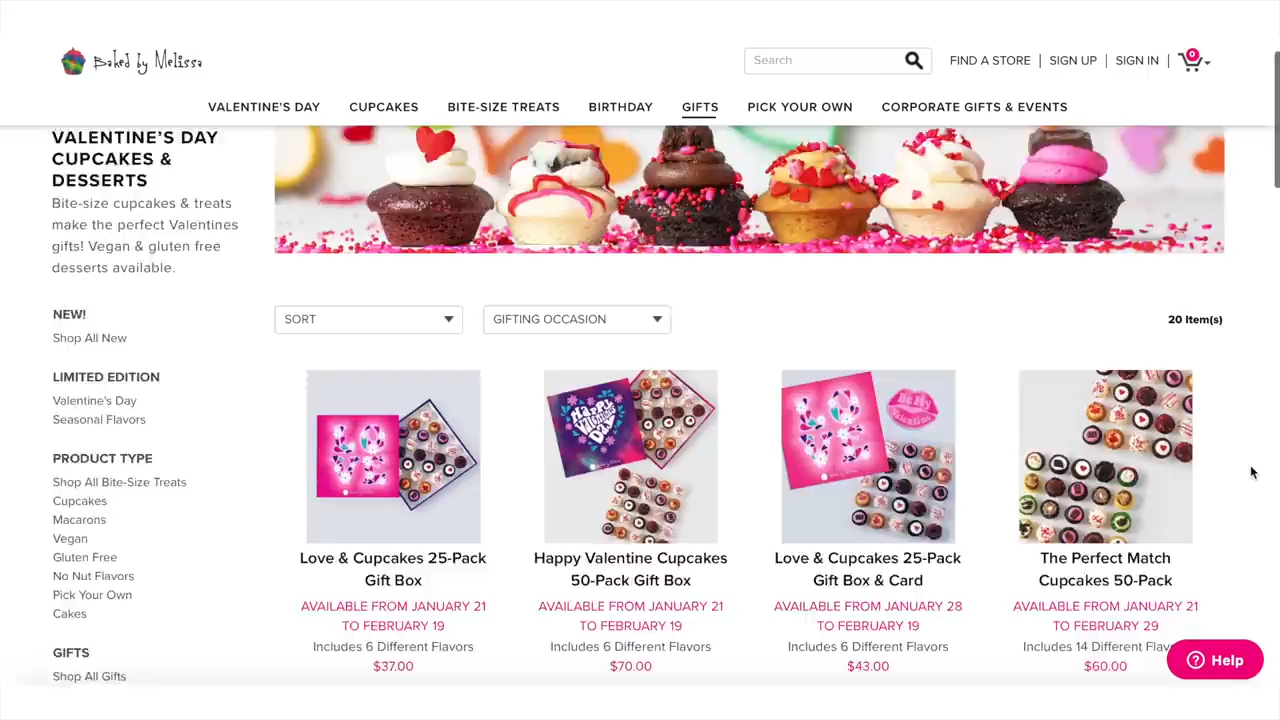 Baked by Melissa
Search
FIND A STORE | SIGN UP | SIGN IN |
0
VALENTINE'S DAY CUPCAKES BITE-SIZE TREATS BIRTHDAY GIFTS PICK YOUR OWN CORPORATE GIFTS & EVENTS
VALENTINE'S DAY
CUPCAKES &
DESSERTS
Bite-size cupcakes & treats
make the perfect Valentines
gifts! Vegan & gluten free
desserts available.
NEW!
Shop All New
LIMITED EDITION
Valentine's Day
Seasonal Flavors
PRODUCT TYPE
Shop All Bite-Size Treats
Cupcakes
Macarons
Vegan
Gluten Free
No Nut Flavors
Pick Your Own
Cakes
GIFTS
Shop All Gifts
SORT
GIFTING OCCASION
20 Item(s)
LOVE
Love & Cupcakes 25-Pack
Gift Box
AVAILABLE FROM JANUARY 21
TO FEBRUARY 19
Includes 6 Different Flavors
$37.00
HAPPY
VALENTINE'S
DAY
Happy Valentine Cupcakes
50-Pack Gift Box
AVAILABLE FROM JANUARY 21
TO FEBRUARY 19
Includes 6 Different Flavors
$70.00
LOVE
Be My
Valentine
Love & Cupcakes 25-Pack
Gift Box & Card
AVAILABLE FROM JANUARY 28
TO FEBRUARY 19
Includes 6 Different Flavors
$43.00
The Perfect Match
Cupcakes 50-Pack
AVAILABLE FROM JANUARY 21
TO FEBRUARY 29
Includes 14 Different
$60.00
Help